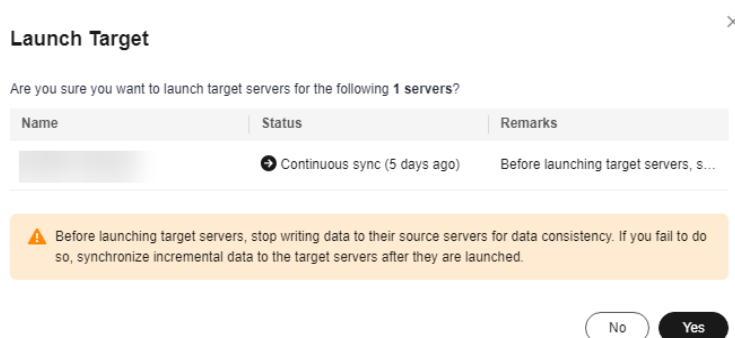 Launch Target
Are you sure you want to launch target servers for the following 1 servers?
Name Status Remarks
Continuous sync (5 days ago) Before launching target servers, s...
Before launching target servers, stop writing data to their source servers for data consistency. If you fail to do
so, synchronize incremental data to the target servers after they are launched.
No Yes